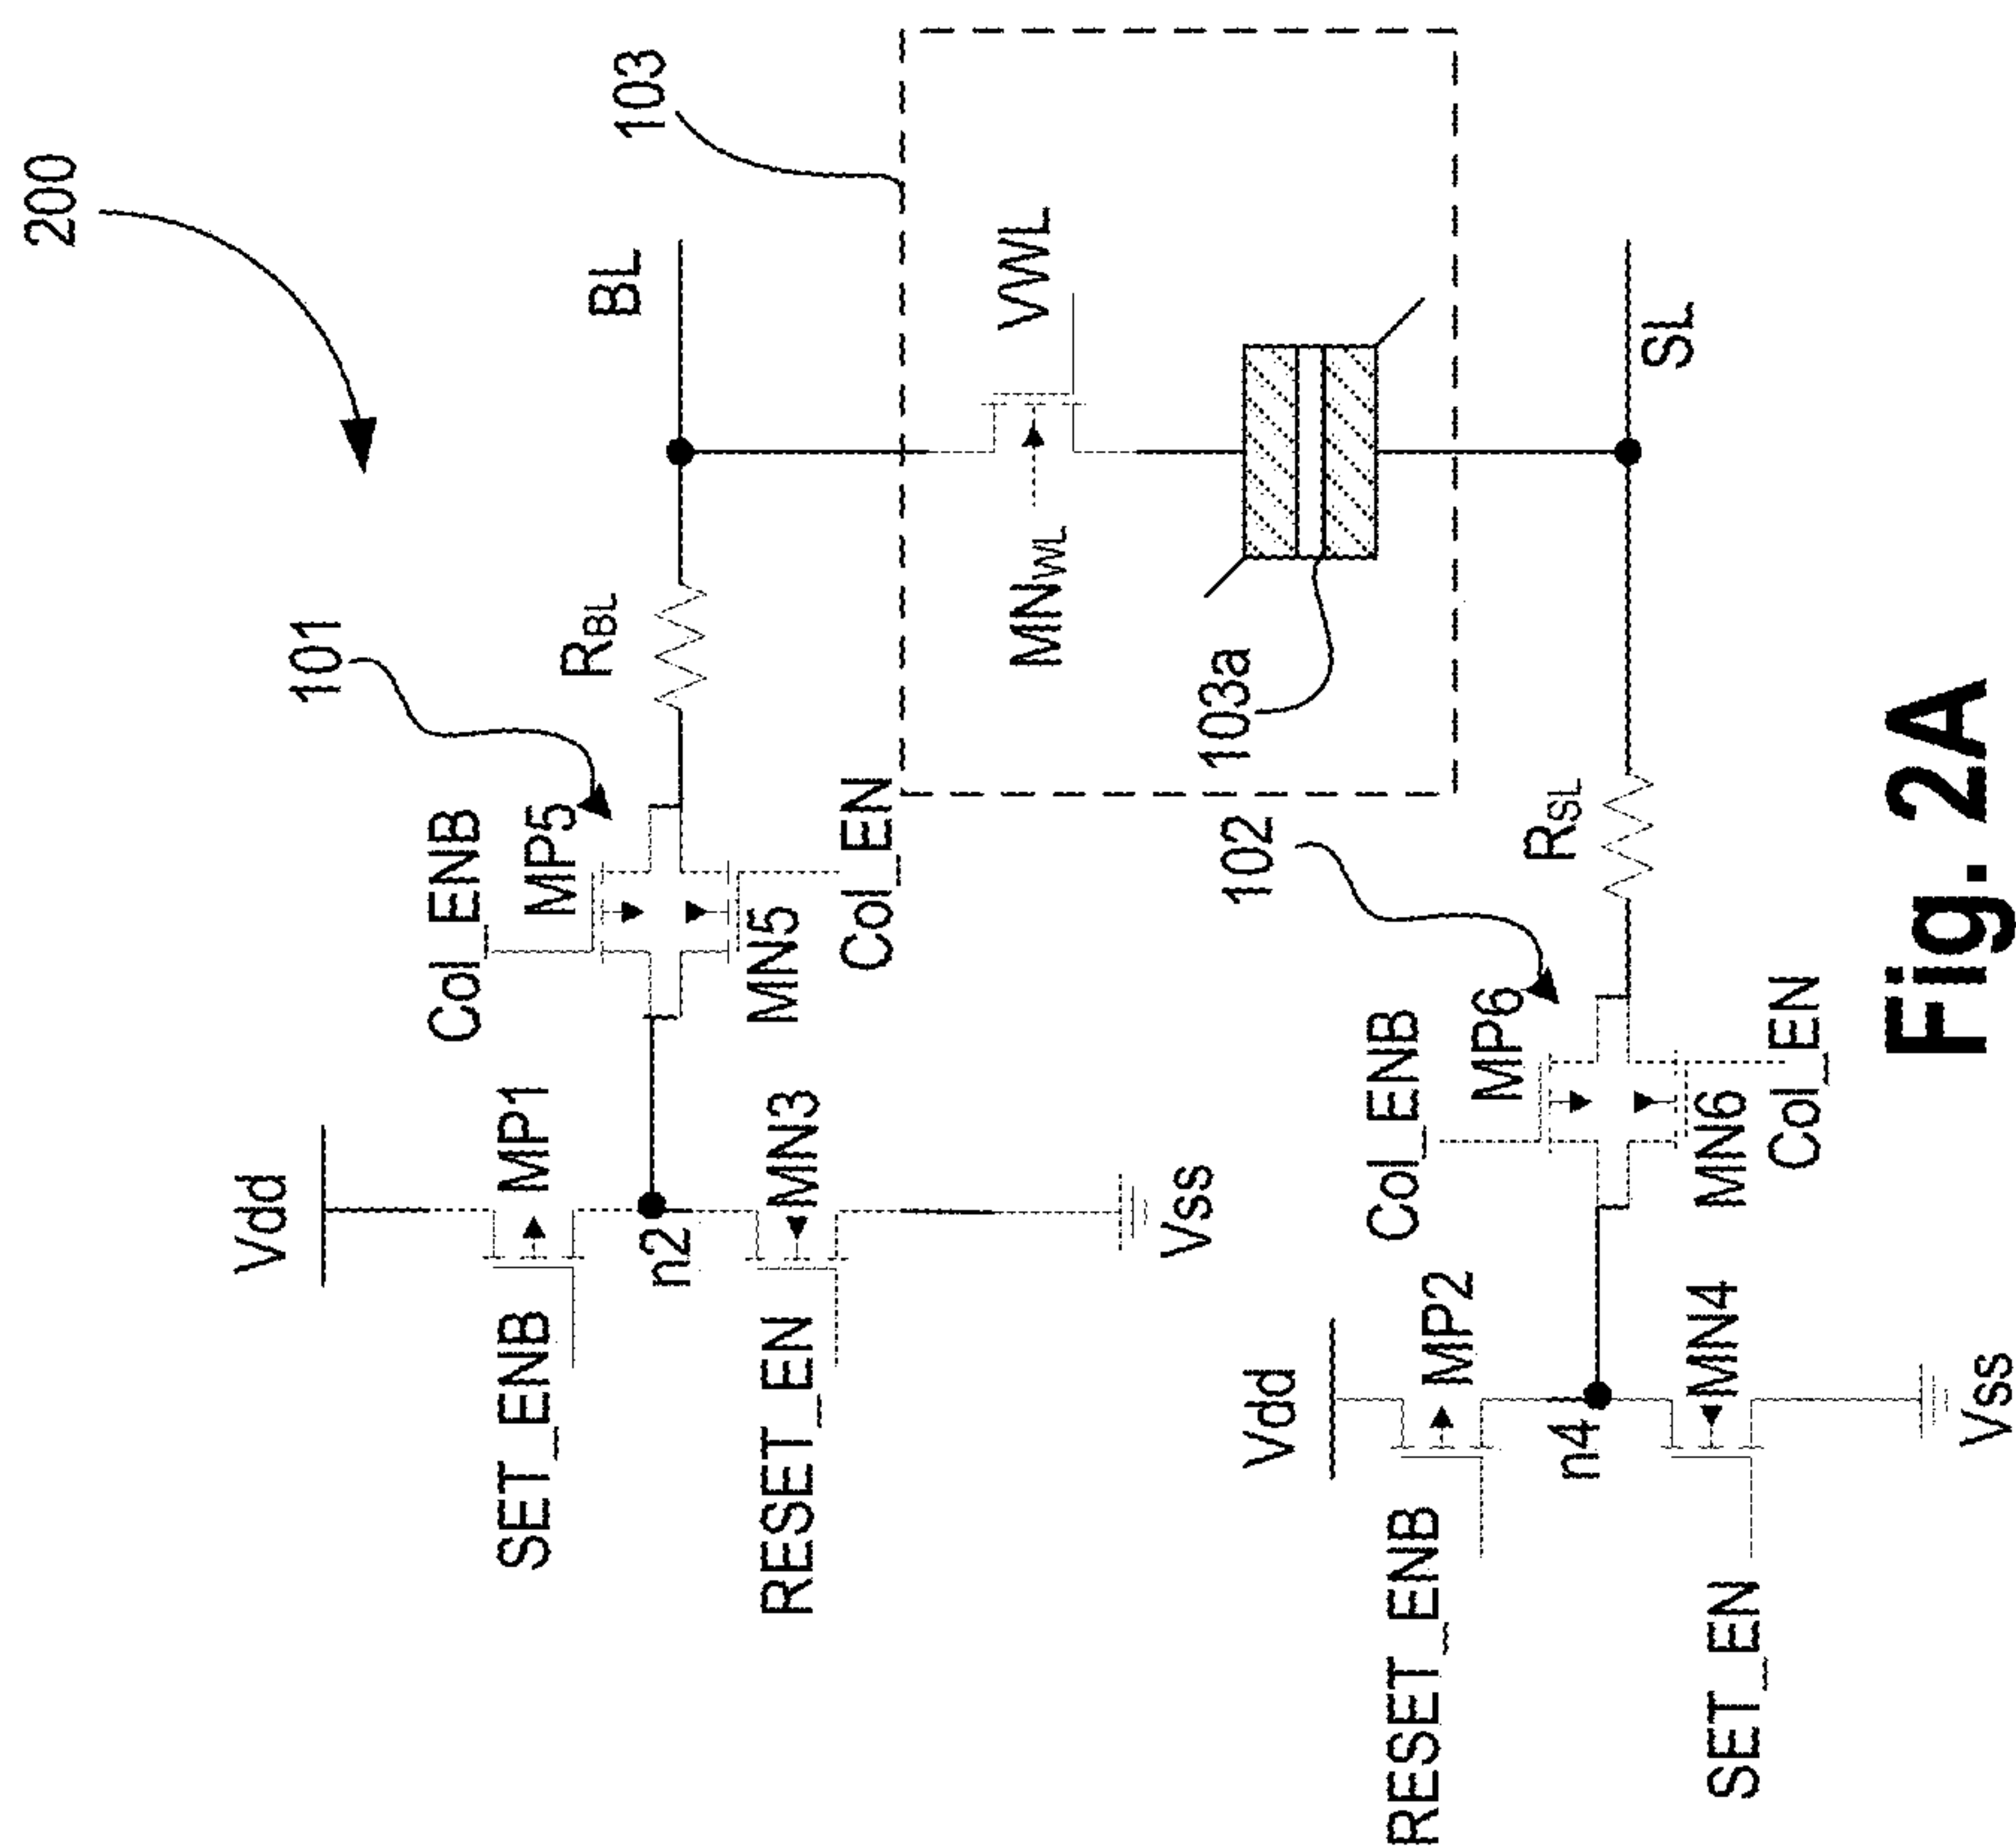 200
Vdd
SET_ENB
MP1
n2
RESET_EN
MN3
Vss
Col_ENB
MP5
101
MN5
Col_EN
RBL
BL
103
MNWL
VWL
103a
Vdd
RESET_ENB
MP2
n4
SET_EN
MN4
Vss
Col_ENB
MP6
102
MN6
Col_EN
RSL
SL
Fig. 2A